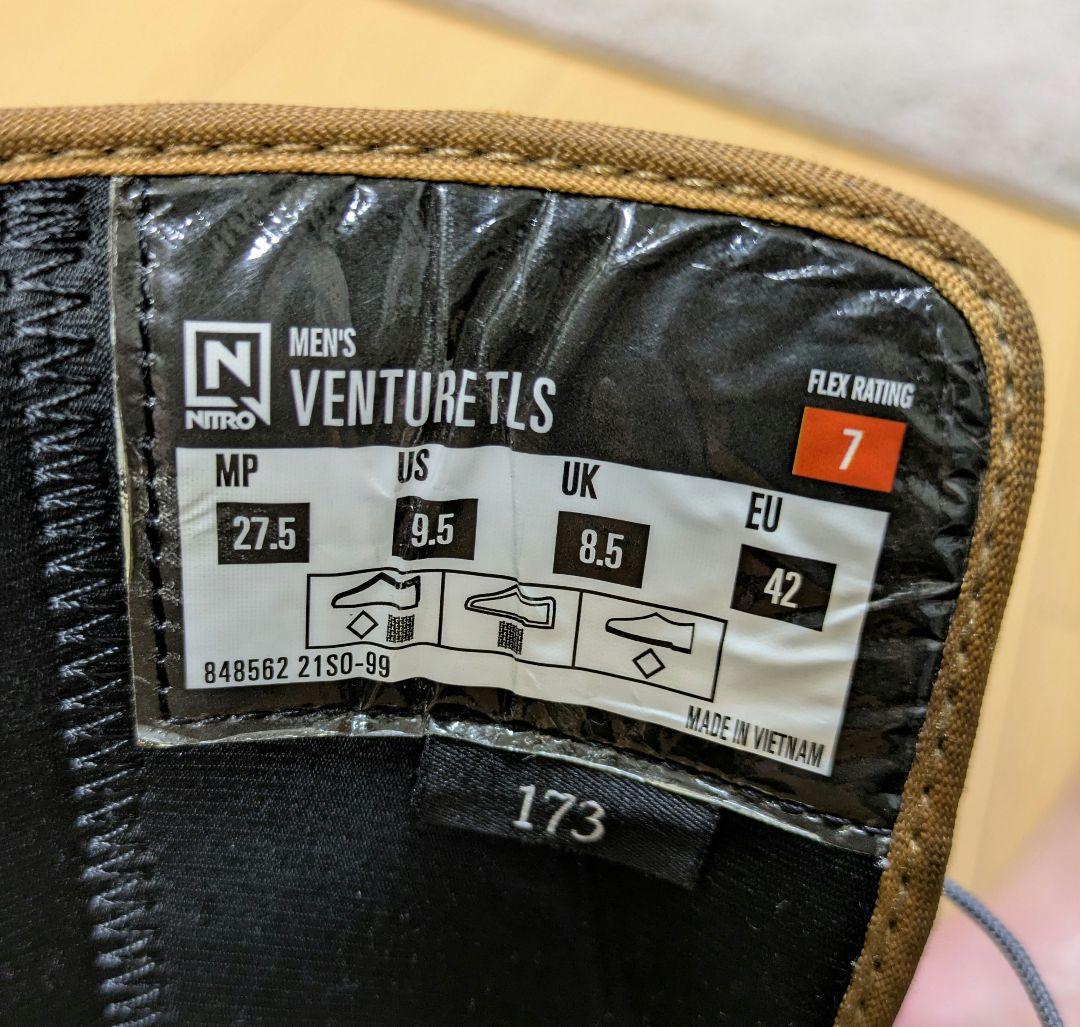 N
NITRO
MEN'S
VENTURE TLS
FLEX RATING
7
MP US UK EU
27.5 9.5 8.5 42
848562 21SO-99
MADE IN VIETNAM
173